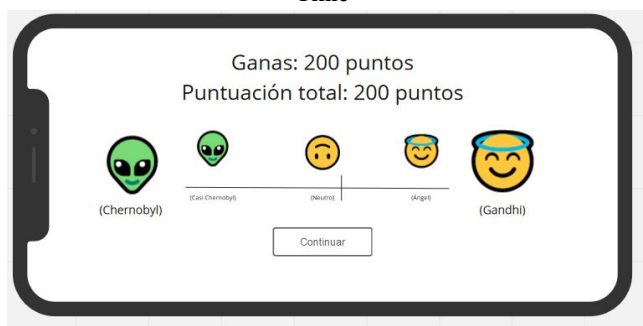 Ganas: 200 puntos
Puntuación total: 200 puntos
(Chernobyl)
(Casi Chernobyl)
(Neutro)
(Ángel)
(Gandhi)
Continuar